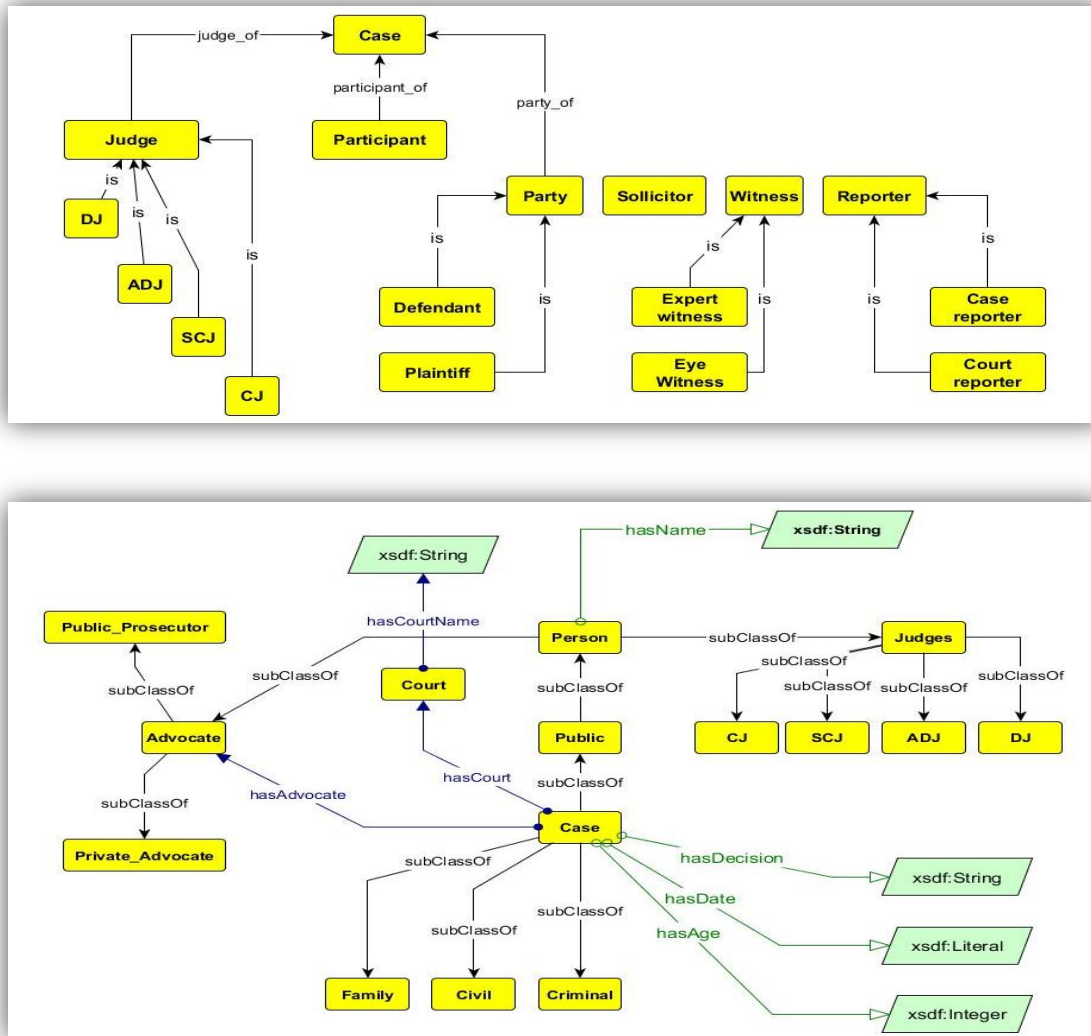 judge_of
Case
participant_of
party_of
Judge
Participant
is
DJ
is
is
ADJ
SCJ
is
CJ
Party
Sollicitor
Witness
Reporter
is
is
is
Defendant
Expert
witness
Case
reporter
is
is
is
Plaintiff
Eye
Witness
Court
reporter
hasName
xsdf:String
xsdf:String
Public_Prosecutor
hasCourtName
Person
subClassOf
Judges
subClassOf
subClassOf
subClassOf
Court
subClassOf
subClassOf
subClassOf
subClassOf
Advocate
Public
CJ
SCJ
ADJ
DJ
hasCourt
subClassOf
hasAdvocate
subClassOf
Case
Private_Advocate
subClassOf
hasDecision
xsdf:String
hasDate
subClassOf
subClassOf
hasAge
xsdf:Literal
Family
Civil
Criminal
xsdf:Integer